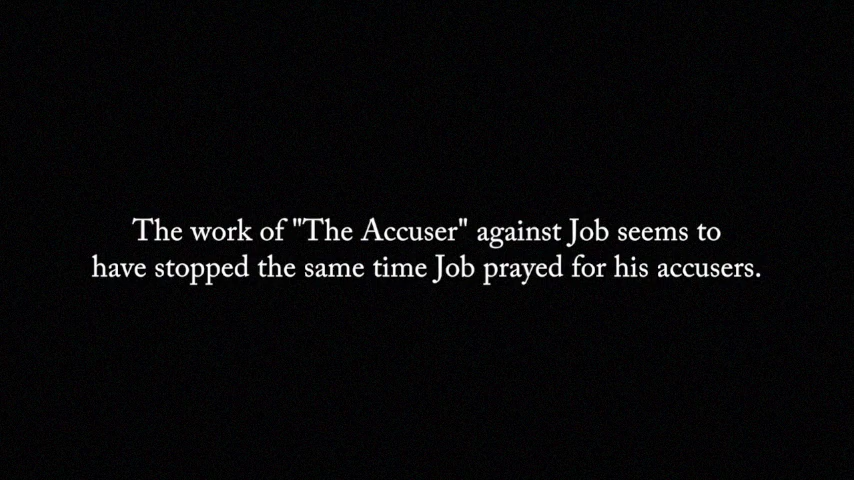 The work of "The Accuser" against Job seems to
have stopped the same time Job prayed for his accusers.